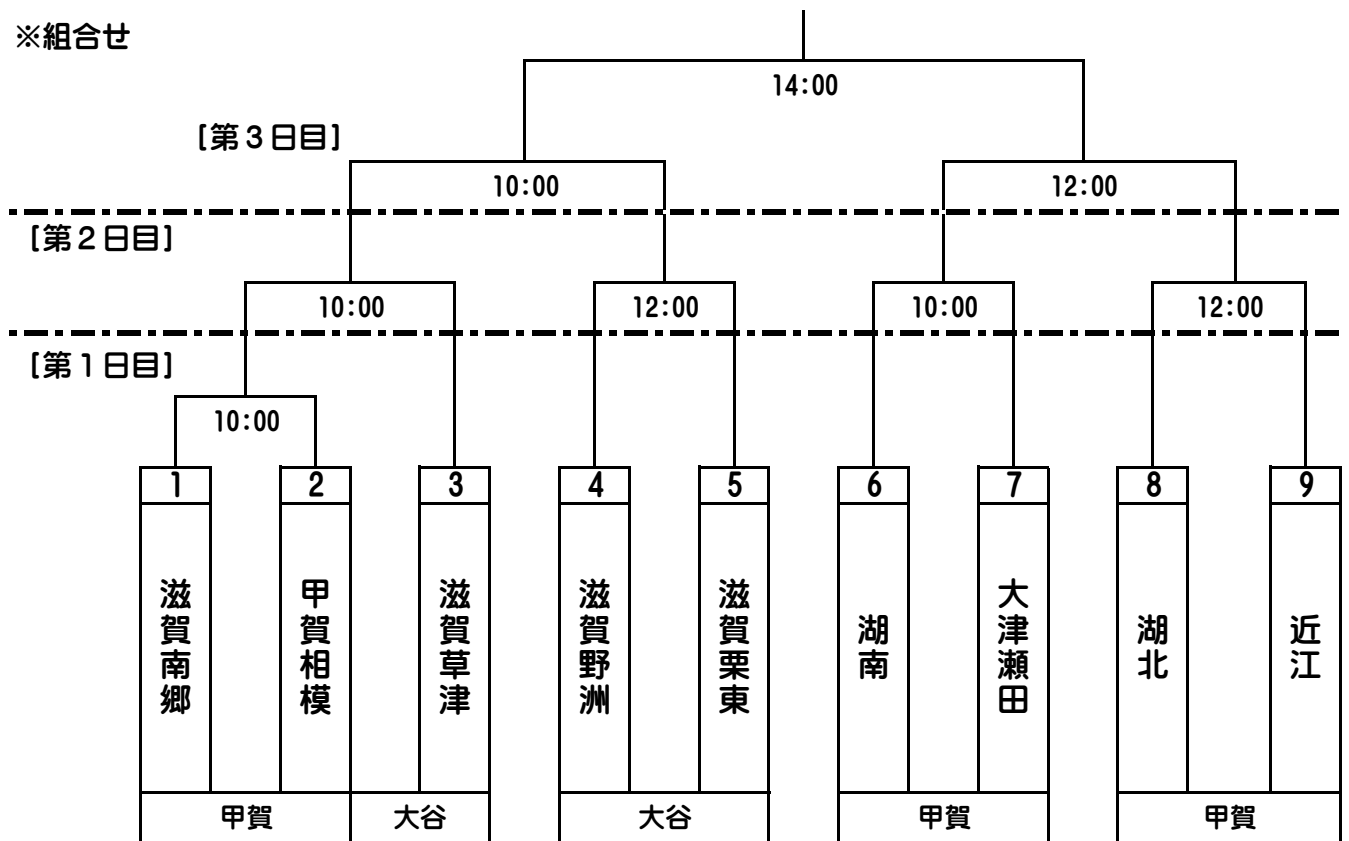 ※組合せ
14:00
[第３日目]
10:00
12:00
[第２日目]
10:00
12:00
10:00
12:00
[第１日目]
10:00
1
2
3
4
5
6
7
8
9
滋賀南郷
甲賀相模
滋賀草津
滋賀野洲
滋賀栗東
湖南
大津瀬田
湖北
近江
甲賀
大谷
大谷
甲賀
甲賀